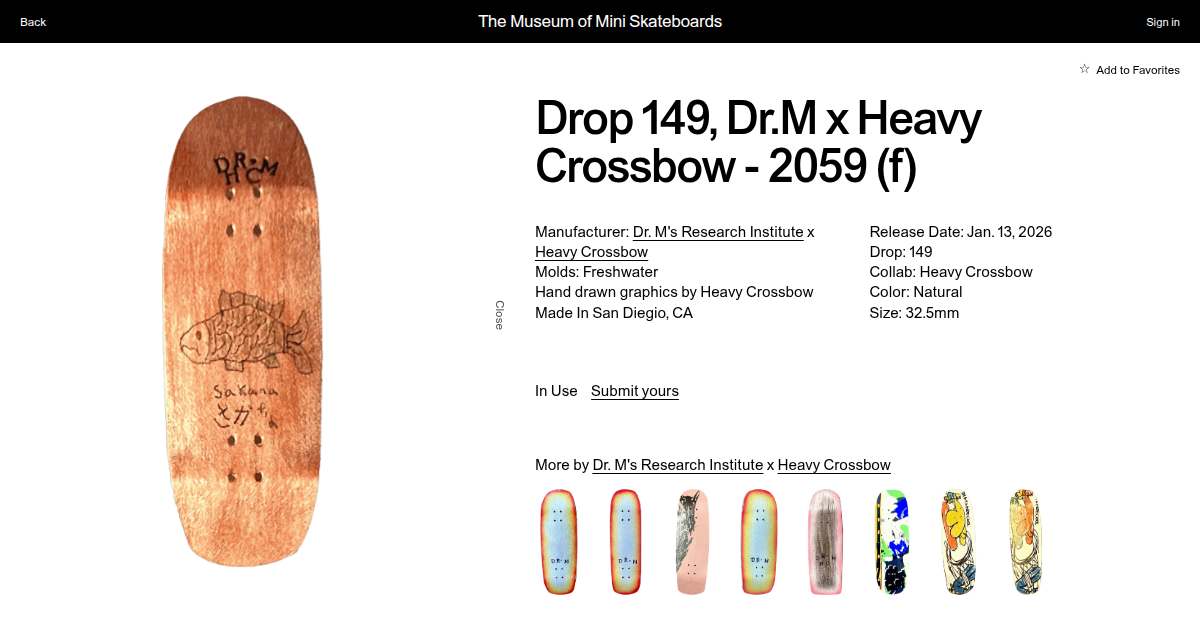 Back
The Museum of Mini Skateboards
Sign in
☆ Add to Favorites
DR.M
HC
Sakana
さかな
Close
Drop 149, Dr.M x Heavy
Crossbow - 2059 (f)
Manufacturer: Dr. M's Research Institute x
Heavy Crossbow
Molds: Freshwater
Hand drawn graphics by Heavy Crossbow
Made In San Diegio, CA
Release Date: Jan. 13, 2026
Drop: 149
Collab: Heavy Crossbow
Color: Natural
Size: 32.5mm
In Use Submit yours
More by Dr. M's Research Institute x Heavy Crossbow
DR.M
DR.M
DR.M